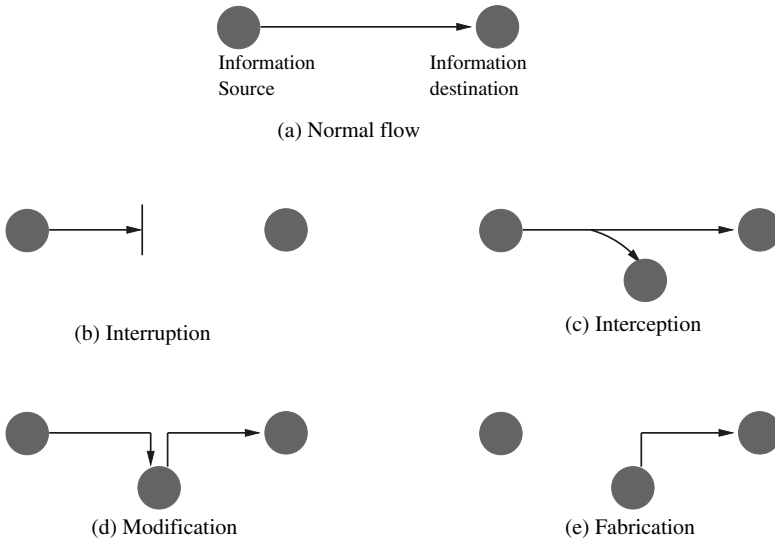 Information
Source
Information
destination
(a) Normal flow
(b) Interruption
(c) Interception
(d) Modification
(e) Fabrication